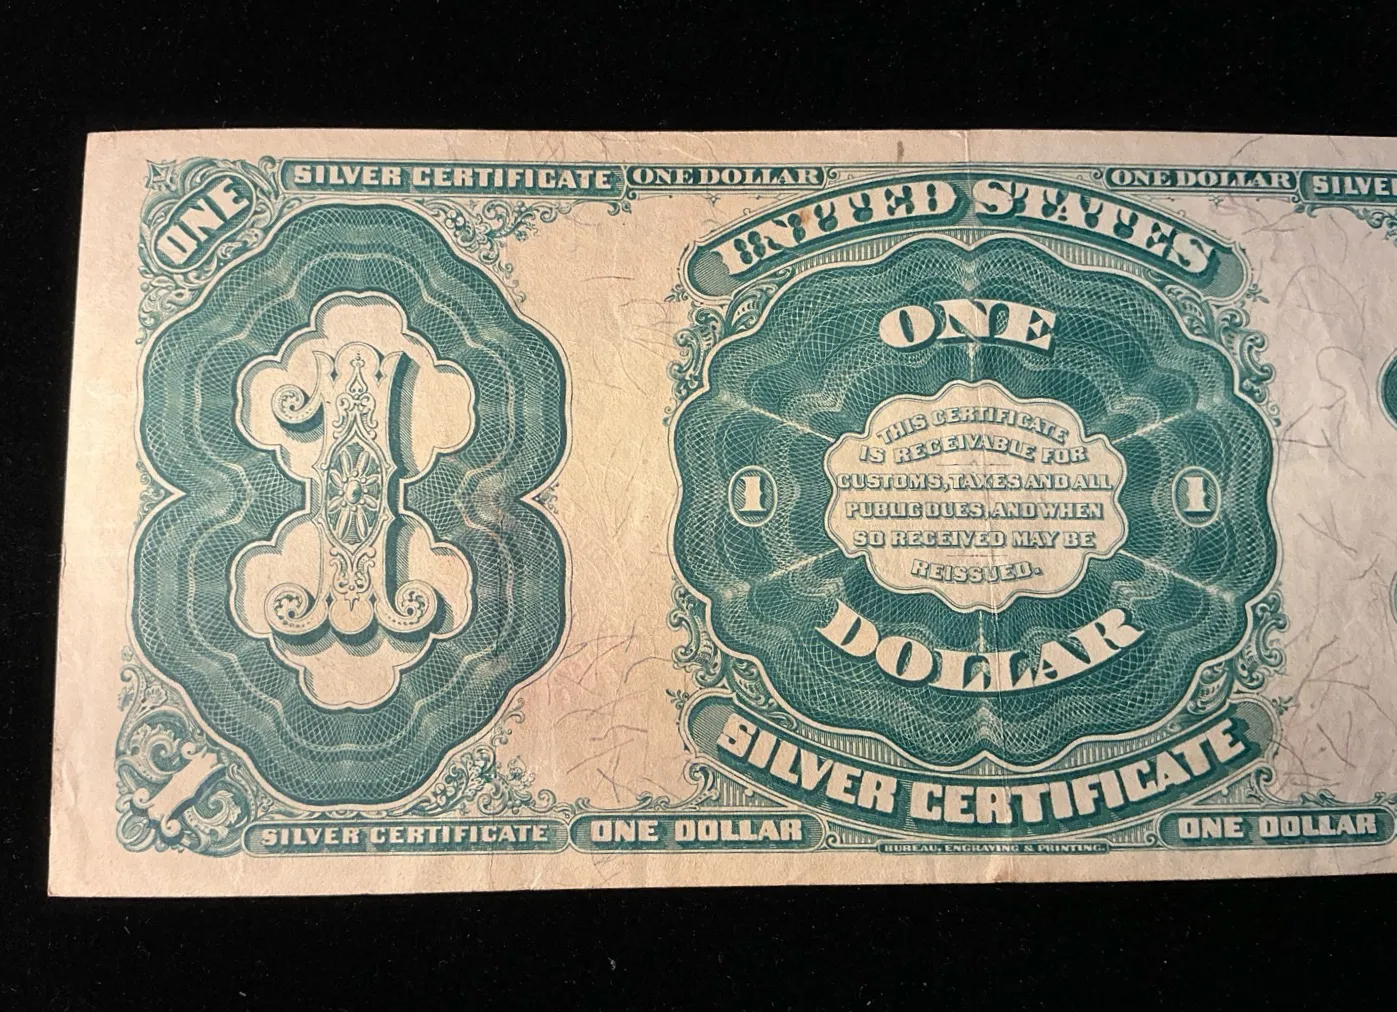 ONE
SILVER CERTIFICATE ONE DOLLAR
ONE DOLLAR SILVE
UNITED STATES
ONE
1
THIS CERTIFICATE
IS RECEIVABLE FOR
CUSTOMS, TAXES AND ALL
PUBLIC DUES, AND WHEN
SO RECEIVED MAY BE
REISSUED.
1
1
DOLLAR
SILVER CERTIFICATE
1
SILVER CERTIFICATE ONE DOLLAR
BUREAU, ENGRAVING & PRINTING.
ONE DOLLAR